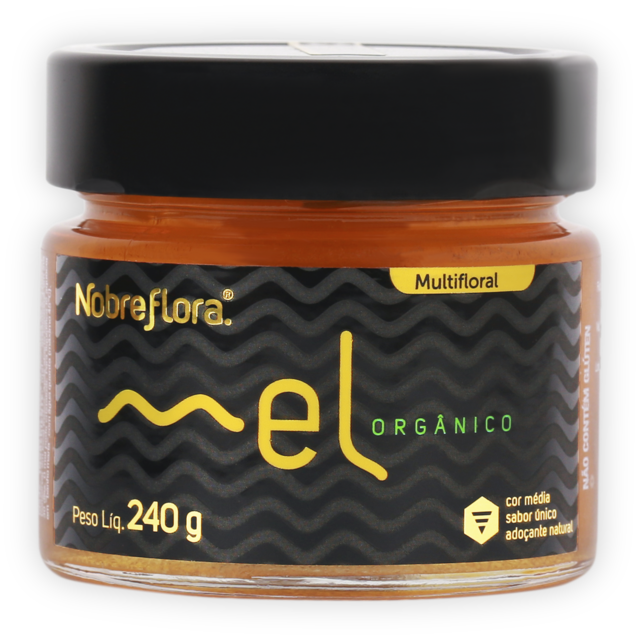 Multifloral
Nobreflora®
mel
ORGÂNICO
Peso Líq. 240 g
cor média
sabor único
adoçante natural
NÃO CONTÉM GLÚTEN